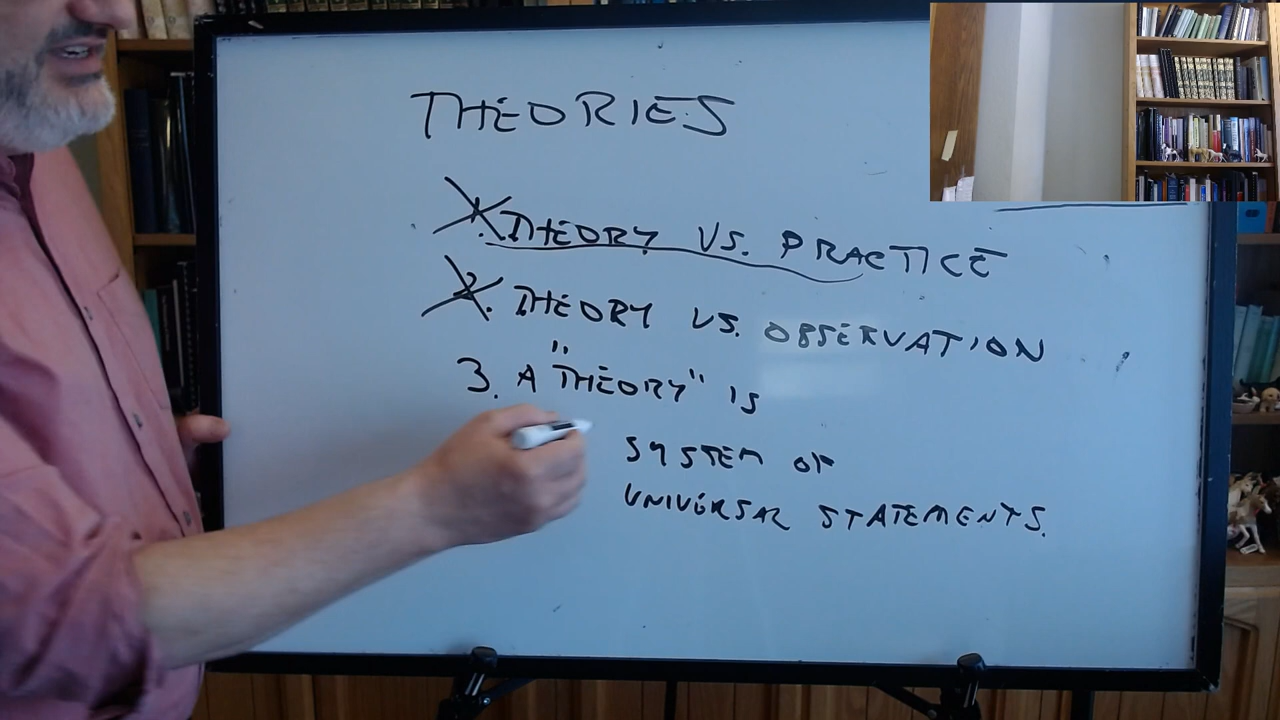 THEORIES
1. THEORY VS. PRACTICE
2. THEORY VS. OBSERVATION
3. A "THEORY" IS
SYSTEM OF
UNIVERSAL STATEMENTS.